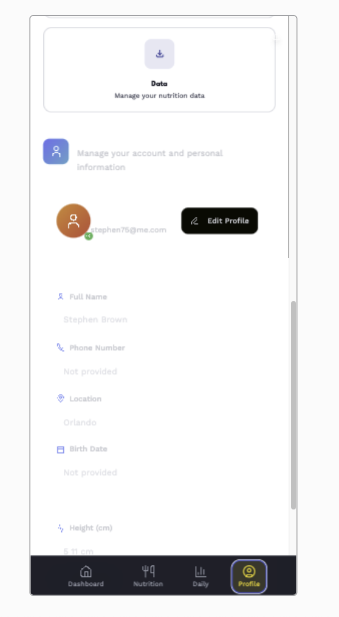 Data
Manage your nutrition data
Manage your account and personal
information
stephen75@me.com
Edit Profile
Full Name
Stephen Brown
Phone Number
Not provided
Location
Orlando
Birth Date
Not provided
Height (cm)
5 11 cm
Dashboard
Nutrition
Daily
Profile